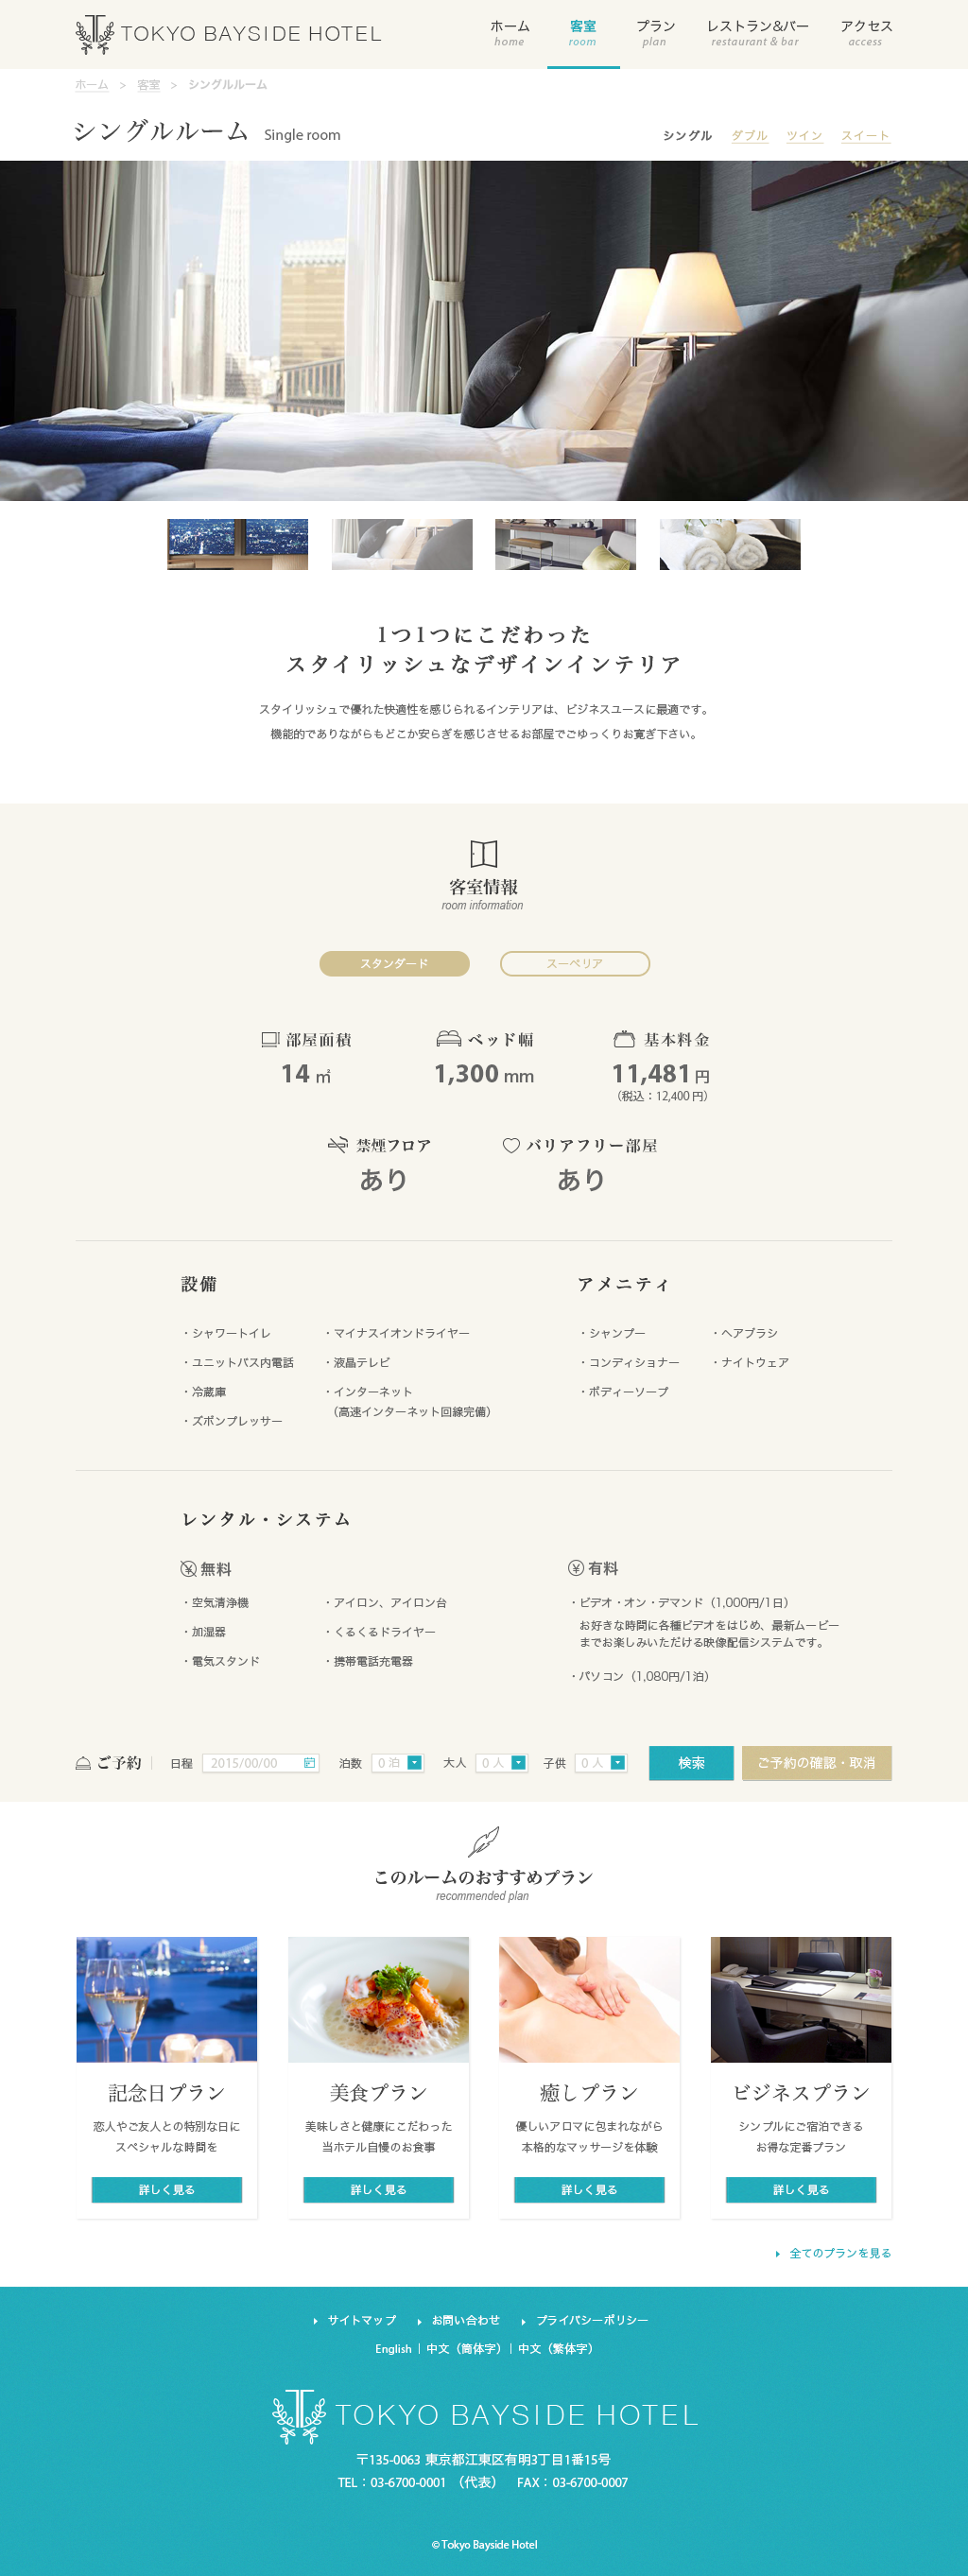 TOKYO BAYSIDE HOTEL
ホーム 客室 プラン レストラン&バー アクセス
home room plan restaurant & bar access
ホーム > 客室 > シングルルーム
シングルルーム Single room
シングル ダブル ツイン スイート
1つ1つにこだわった
スタイリッシュなデザインインテリア
スタイリッシュで優れた快適性を感じられるインテリアは、ビジネスユースに最適です。
機能的でありながらもどこか安らぎを感じさせるお部屋でごゆっくりお寛ぎ下さい。
客室情報
room information
スタンダード スーペリア
部屋面積 ベッド幅 基本料金
14 ㎡ 1,300 mm 11,481 円
（税込：12,400 円）
禁煙フロア バリアフリー部屋
あり あり
設備 アメニティ
・シャワートイレ ・マイナスイオンドライヤー ・シャンプー ・ヘアブラシ
・ユニットバス内電話 ・液晶テレビ ・コンディショナー ・ナイトウェア
・冷蔵庫 ・インターネット ・ボディーソープ
（高速インターネット回線完備）
・ズボンプレッサー
レンタル・システム
無料 有料
・空気清浄機 ・アイロン、アイロン台 ・ビデオ・オン・デマンド（1,000円/1日）
お好きな時間に各種ビデオをはじめ、最新ムービー
・加湿器 ・くるくるドライヤー
までお楽しみいただける映像配信システムです。
・電気スタンド ・携帯電話充電器
・パソコン（1,080円/1泊）
ご予約 日程 2015/00/00 泊数 0 泊 大人 0 人 子供 0 人 検索 ご予約の確認・取消
このルームのおすすめプラン
recommended plan
記念日プラン 美食プラン 癒しプラン ビジネスプラン
恋人やご友人との特別な日に 美味しさと健康にこだわった 優しいアロマに包まれながら シンプルにご宿泊できる
スペシャルな時間を 当ホテル自慢のお食事 本格的なマッサージを体験 お得な定番プラン
詳しく見る 詳しく見る 詳しく見る 詳しく見る
全てのプランを見る
サイトマップ お問い合わせ プライバシーポリシー
English | 中文（簡体字） | 中文（繁体字）
TOKYO BAYSIDE HOTEL
〒135-0063 東京都江東区有明3丁目1番15号
TEL：03-6700-0001 （代表） FAX：03-6700-0007
© Tokyo Bayside Hotel